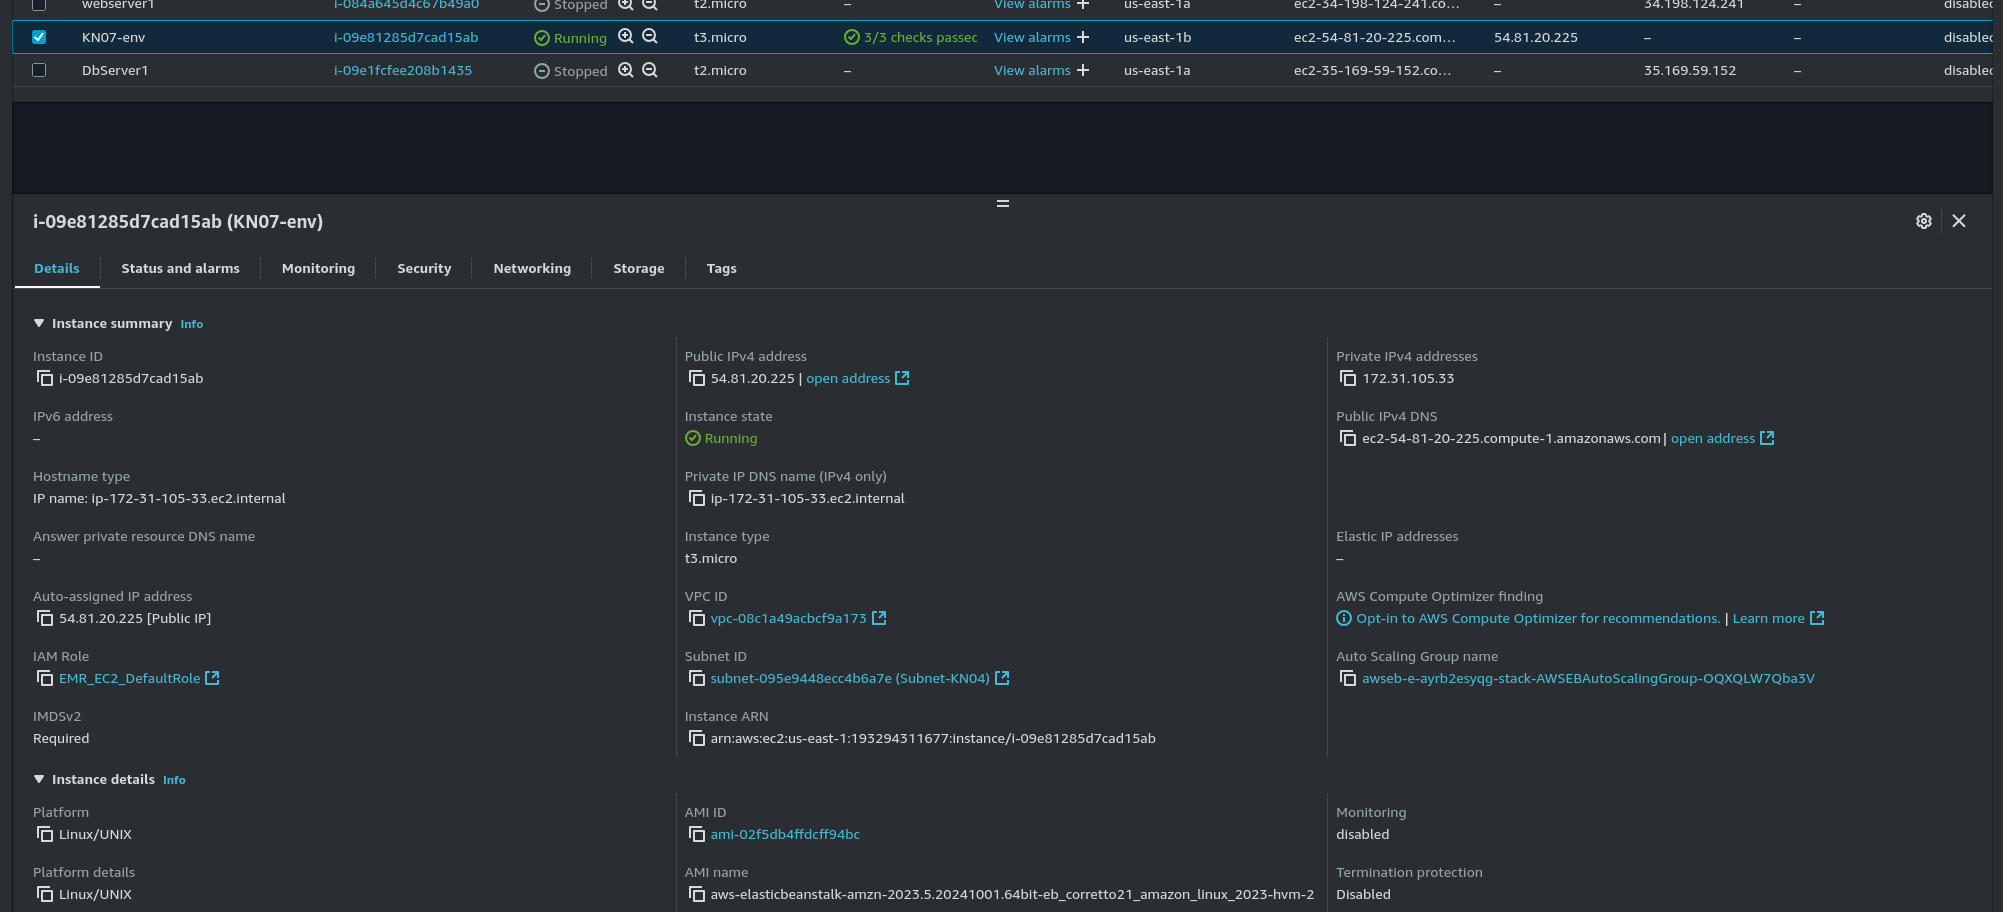 webserver1 i-084a645d4c67b49a0 Stopped t2.micro – View alarms + us-east-1a ec2-34-198-124-241.co... – 34.198.124.241 – disabled
KN07-env i-09e81285d7cad15ab Running t3.micro 3/3 checks passec View alarms + us-east-1b ec2-54-81-20-225.com... 54.81.20.225 – – disabled
DbServer1 i-09e1fcfee208b1435 Stopped t2.micro – View alarms + us-east-1a ec2-35-169-59-152.co... – 35.169.59.152 – disabled
i-09e81285d7cad15ab (KN07-env)
Details Status and alarms Monitoring Security Networking Storage Tags
Instance summary Info
Instance ID
i-09e81285d7cad15ab
Public IPv4 address
54.81.20.225 | open address
Private IPv4 addresses
172.31.105.33
IPv6 address
–
Instance state
Running
Public IPv4 DNS
ec2-54-81-20-225.compute-1.amazonaws.com | open address
Hostname type
IP name: ip-172-31-105-33.ec2.internal
Private IP DNS name (IPv4 only)
ip-172-31-105-33.ec2.internal
Answer private resource DNS name
–
Instance type
t3.micro
Elastic IP addresses
–
Auto-assigned IP address
54.81.20.225 [Public IP]
VPC ID
vpc-08c1a49acbcf9a173
AWS Compute Optimizer finding
Opt-in to AWS Compute Optimizer for recommendations. | Learn more
IAM Role
EMR_EC2_DefaultRole
Subnet ID
subnet-095e9448ecc4b6a7e (Subnet-KN04)
Auto Scaling Group name
awseb-e-ayrb2esyqg-stack-AWSEBAutoScalingGroup-OQXQLW7Qba3V
IMDSv2
Required
Instance ARN
arn:aws:ec2:us-east-1:193294311677:instance/i-09e81285d7cad15ab
Instance details Info
Platform
Linux/UNIX
AMI ID
ami-02f5db4ffdcff94bc
Monitoring
disabled
Platform details
Linux/UNIX
AMI name
aws-elasticbeanstalk-amzn-2023.5.20241001.64bit-eb_corretto21_amazon_linux_2023-hvm-2
Termination protection
Disabled